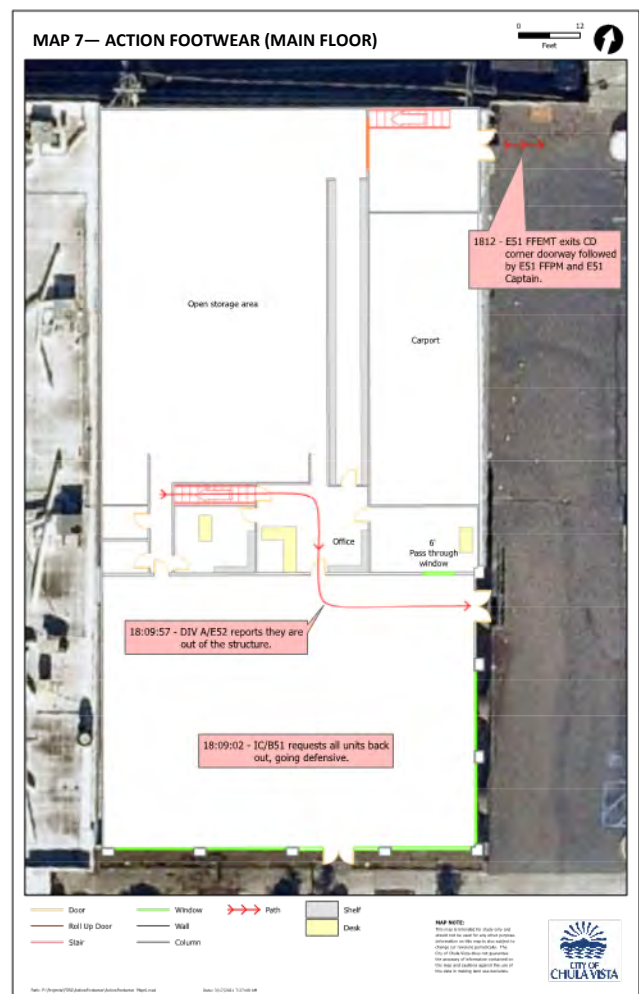 MAP 7— ACTION FOOTWEAR (MAIN FLOOR)
0 12
Feet
1812 - E51 FFEMT exits CD
corner doorway followed
by E51 FFPM and E51
Captain.
Open storage area
Carport
Office
6'
Pass through
window
18:09:57 - DIV A/E52 reports they are
out of the structure.
18:09:02 - IC/B51 requests all units back
out, going defensive.
Door
Roll Up Door
Stair
Window
Wall
Column
Path
Shelf
Desk
MAP NOTE:
CITY OF
CHULA VISTA